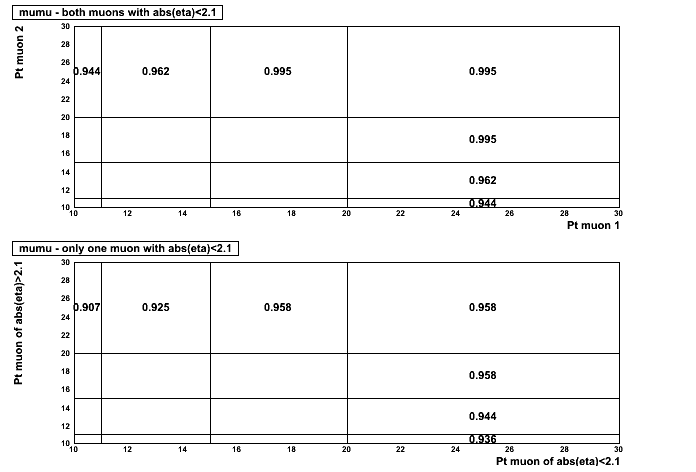 mumu - both muons with abs(eta)<2.1
Pt muon 2
30
28
26
24
22
20
18
16
14
12
10
0.944 0.962 0.995 0.995
0.995
0.962
0.944
10 12 14 16 18 20 22 24 26 28 30
Pt muon 1
mumu - only one muon with abs(eta)<2.1
Pt muon of abs(eta)>2.1
30
28
26
24
22
20
18
16
14
12
10
0.907 0.925 0.958 0.958
0.958
0.944
0.936
10 12 14 16 18 20 22 24 26 28 30
Pt muon of abs(eta)<2.1